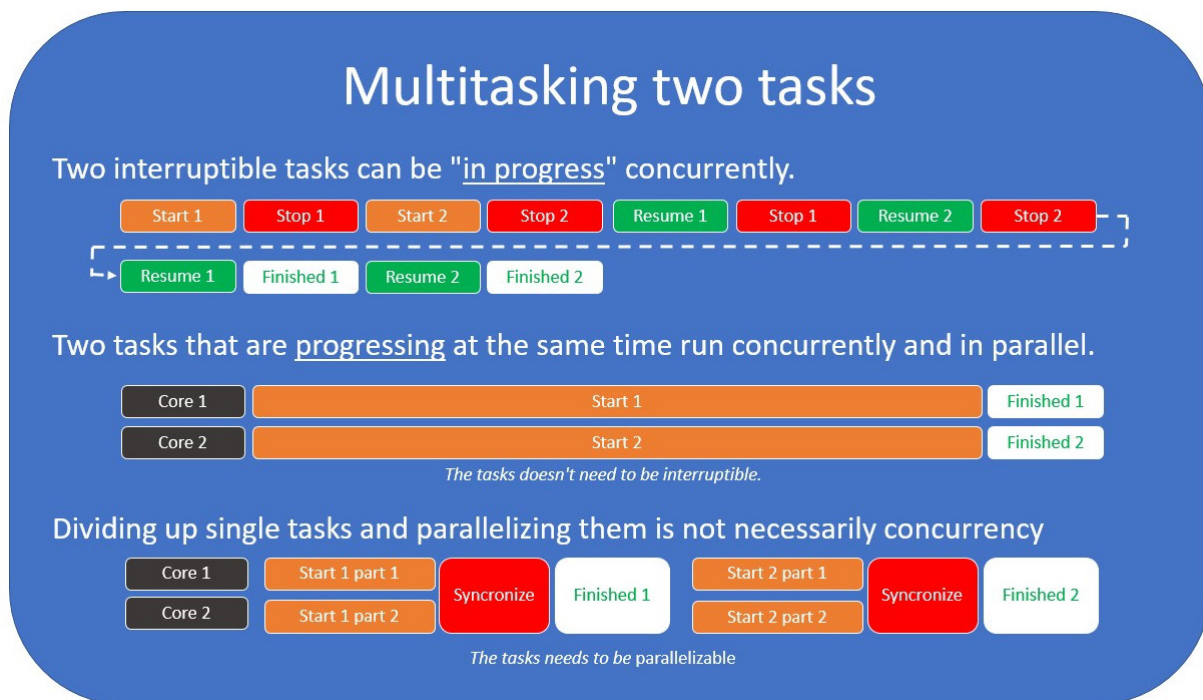 Multitasking two tasks
Two interruptible tasks can be "in progress" concurrently.
Start 1 Stop 1 Start 2 Stop 2 Resume 1 Stop 1 Resume 2 Stop 2
Resume 1 Finished 1 Resume 2 Finished 2
Two tasks that are progressing at the same time run concurrently and in parallel.
Core 1 Start 1 Finished 1
Core 2 Start 2 Finished 2
The tasks doesn't need to be interruptible.
Dividing up single tasks and parallelizing them is not necessarily concurrency
Core 1 Start 1 part 1 Start 2 part 1
Syncronize Finished 1 Syncronize Finished 2
Core 2 Start 1 part 2 Start 2 part 2
The tasks needs to be parallelizable